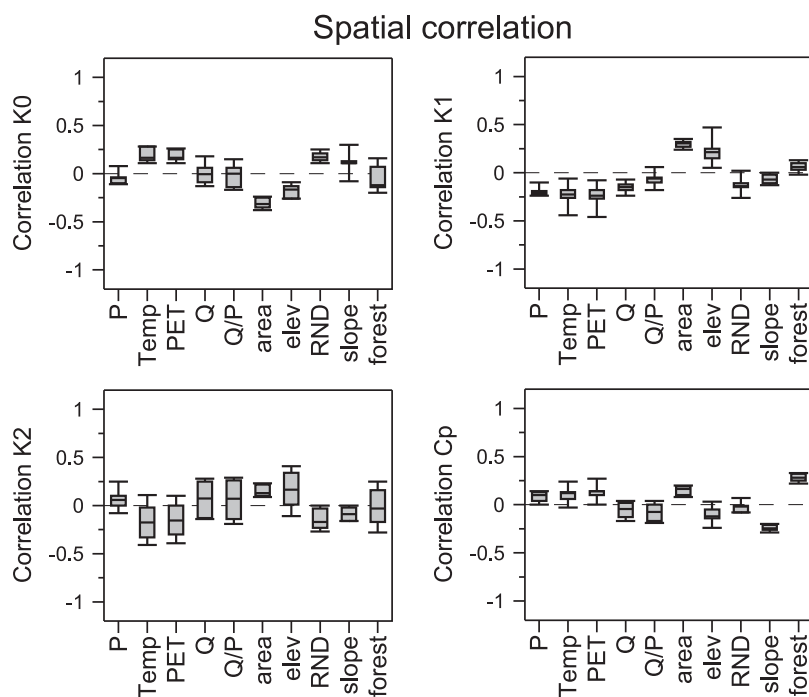 Spatial correlation
Correlation K0
1
0.5
0
-0.5
-1
P
Temp
PET
Q
Q/P
area
elev
RND
slope
forest
Correlation K1
1
0.5
0
-0.5
-1
P
Temp
PET
Q
Q/P
area
elev
RND
slope
forest
Correlation K2
1
0.5
0
-0.5
-1
P
Temp
PET
Q
Q/P
area
elev
RND
slope
forest
Correlation Cp
1
0.5
0
-0.5
-1
P
Temp
PET
Q
Q/P
area
elev
RND
slope
forest